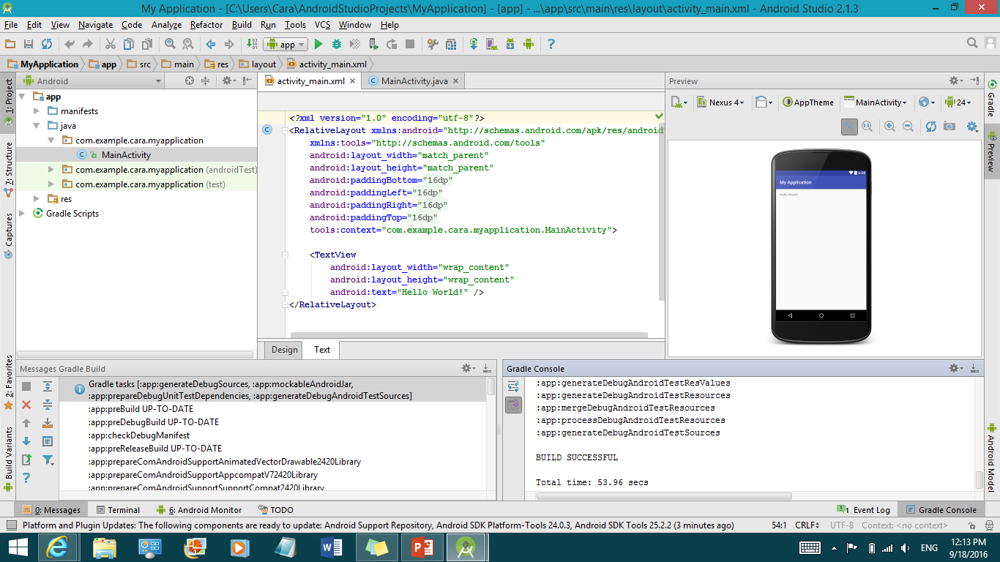 My Application - [C:\Users\Cara\AndroidStudioProjects\MyApplication] - [app] - ...\app\src\main\res\layout\activity_main.xml - Android Studio 2.1.3
File Edit View Navigate Code Analyze Refactor Build Run Tools VCS Window Help
app
MyApplication app src main res layout activity_main.xml
1: Project
7: Structure
Captures
2: Favorites
Build Variants
Android
app
manifests
java
com.example.cara.myapplication
MainActivity
com.example.cara.myapplication (androidTest)
com.example.cara.myapplication (test)
res
Gradle Scripts
activity_main.xml MainActivity.java
<?xml version="1.0" encoding="utf-8"?>
<RelativeLayout xmlns:android="http://schemas.android.com/apk/res/android
xmlns:tools="http://schemas.android.com/tools"
android:layout_width="match_parent"
android:layout_height="match_parent"
android:paddingBottom="16dp"
android:paddingLeft="16dp"
android:paddingRight="16dp"
android:paddingTop="16dp"
tools:context="com.example.cara.myapplication.MainActivity">
<TextView
android:layout_width="wrap_content"
android:layout_height="wrap_content"
android:text="Hello World!" />
</RelativeLayout>
Design Text
Preview
Nexus 4 AppTheme MainActivity 24
1:1
6:00
My Application
Hello World!
Gradle
Preview
Android Model
Messages Gradle Build
Gradle tasks [:app:generateDebugSources, :app:mockableAndroidJar,
:app:prepareDebugUnitTestDependencies, :app:generateDebugAndroidTestSources]
:app:preBuild UP-TO-DATE
:app:preDebugBuild UP-TO-DATE
:app:checkDebugManifest
:app:preReleaseBuild UP-TO-DATE
:app:prepareComAndroidSupportAnimatedVectorDrawable2420Library
:app:prepareComAndroidSupportAppcompatV72420Library
:app:prepareComAndroidSupportSupportCompat2420Library
Gradle Console
:app:generateDebugAndroidTestResValues
:app:generateDebugAndroidTestResources
:app:mergeDebugAndroidTestResources
:app:processDebugAndroidTestResources
:app:generateDebugAndroidTestSources
BUILD SUCCESSFUL
Total time: 53.96 secs
0: Messages Terminal 6: Android Monitor TODO 1 Event Log Gradle Console
Platform and Plugin Updates: The following components are ready to update: Android Support Repository, Android SDK Platform-Tools 24.0.3, Android SDK Tools 25.2.2 (3 minutes ago) 54:1 CRLF UTF-8 Context: <no context>
ENG
12:13 PM
9/18/2016